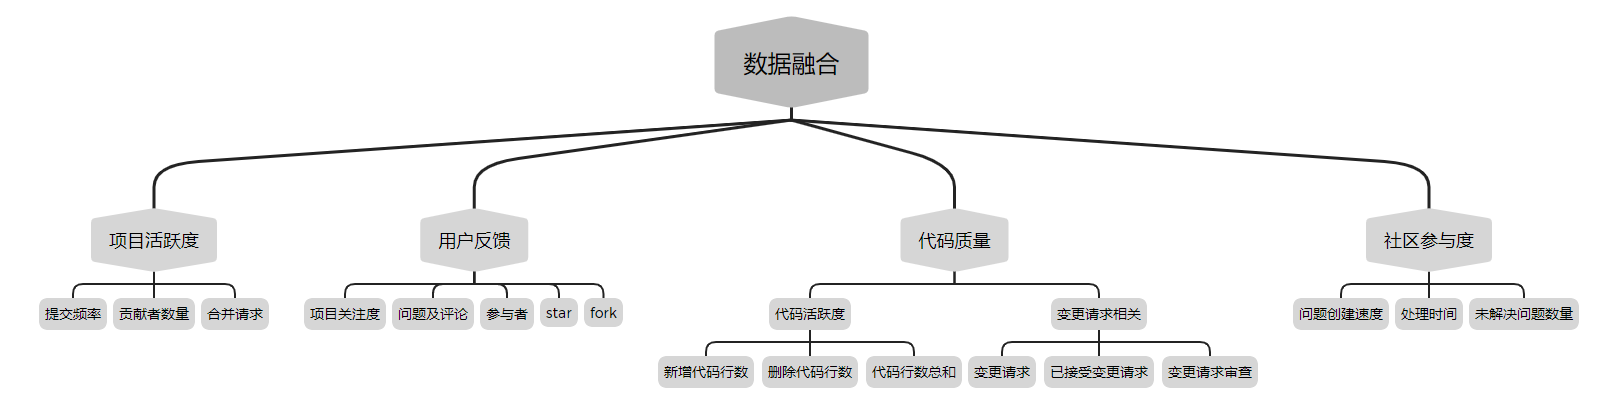 数据融合
项目活跃度
用户反馈
代码质量
社区参与度
提交频率
贡献者数量
合并请求
项目关注度
问题及评论
参与者
star
fork
代码活跃度
变更请求相关
问题创建速度
处理时间
未解决问题数量
新增代码行数
删除代码行数
代码行数总和
变更请求
已接受变更请求
变更请求审查